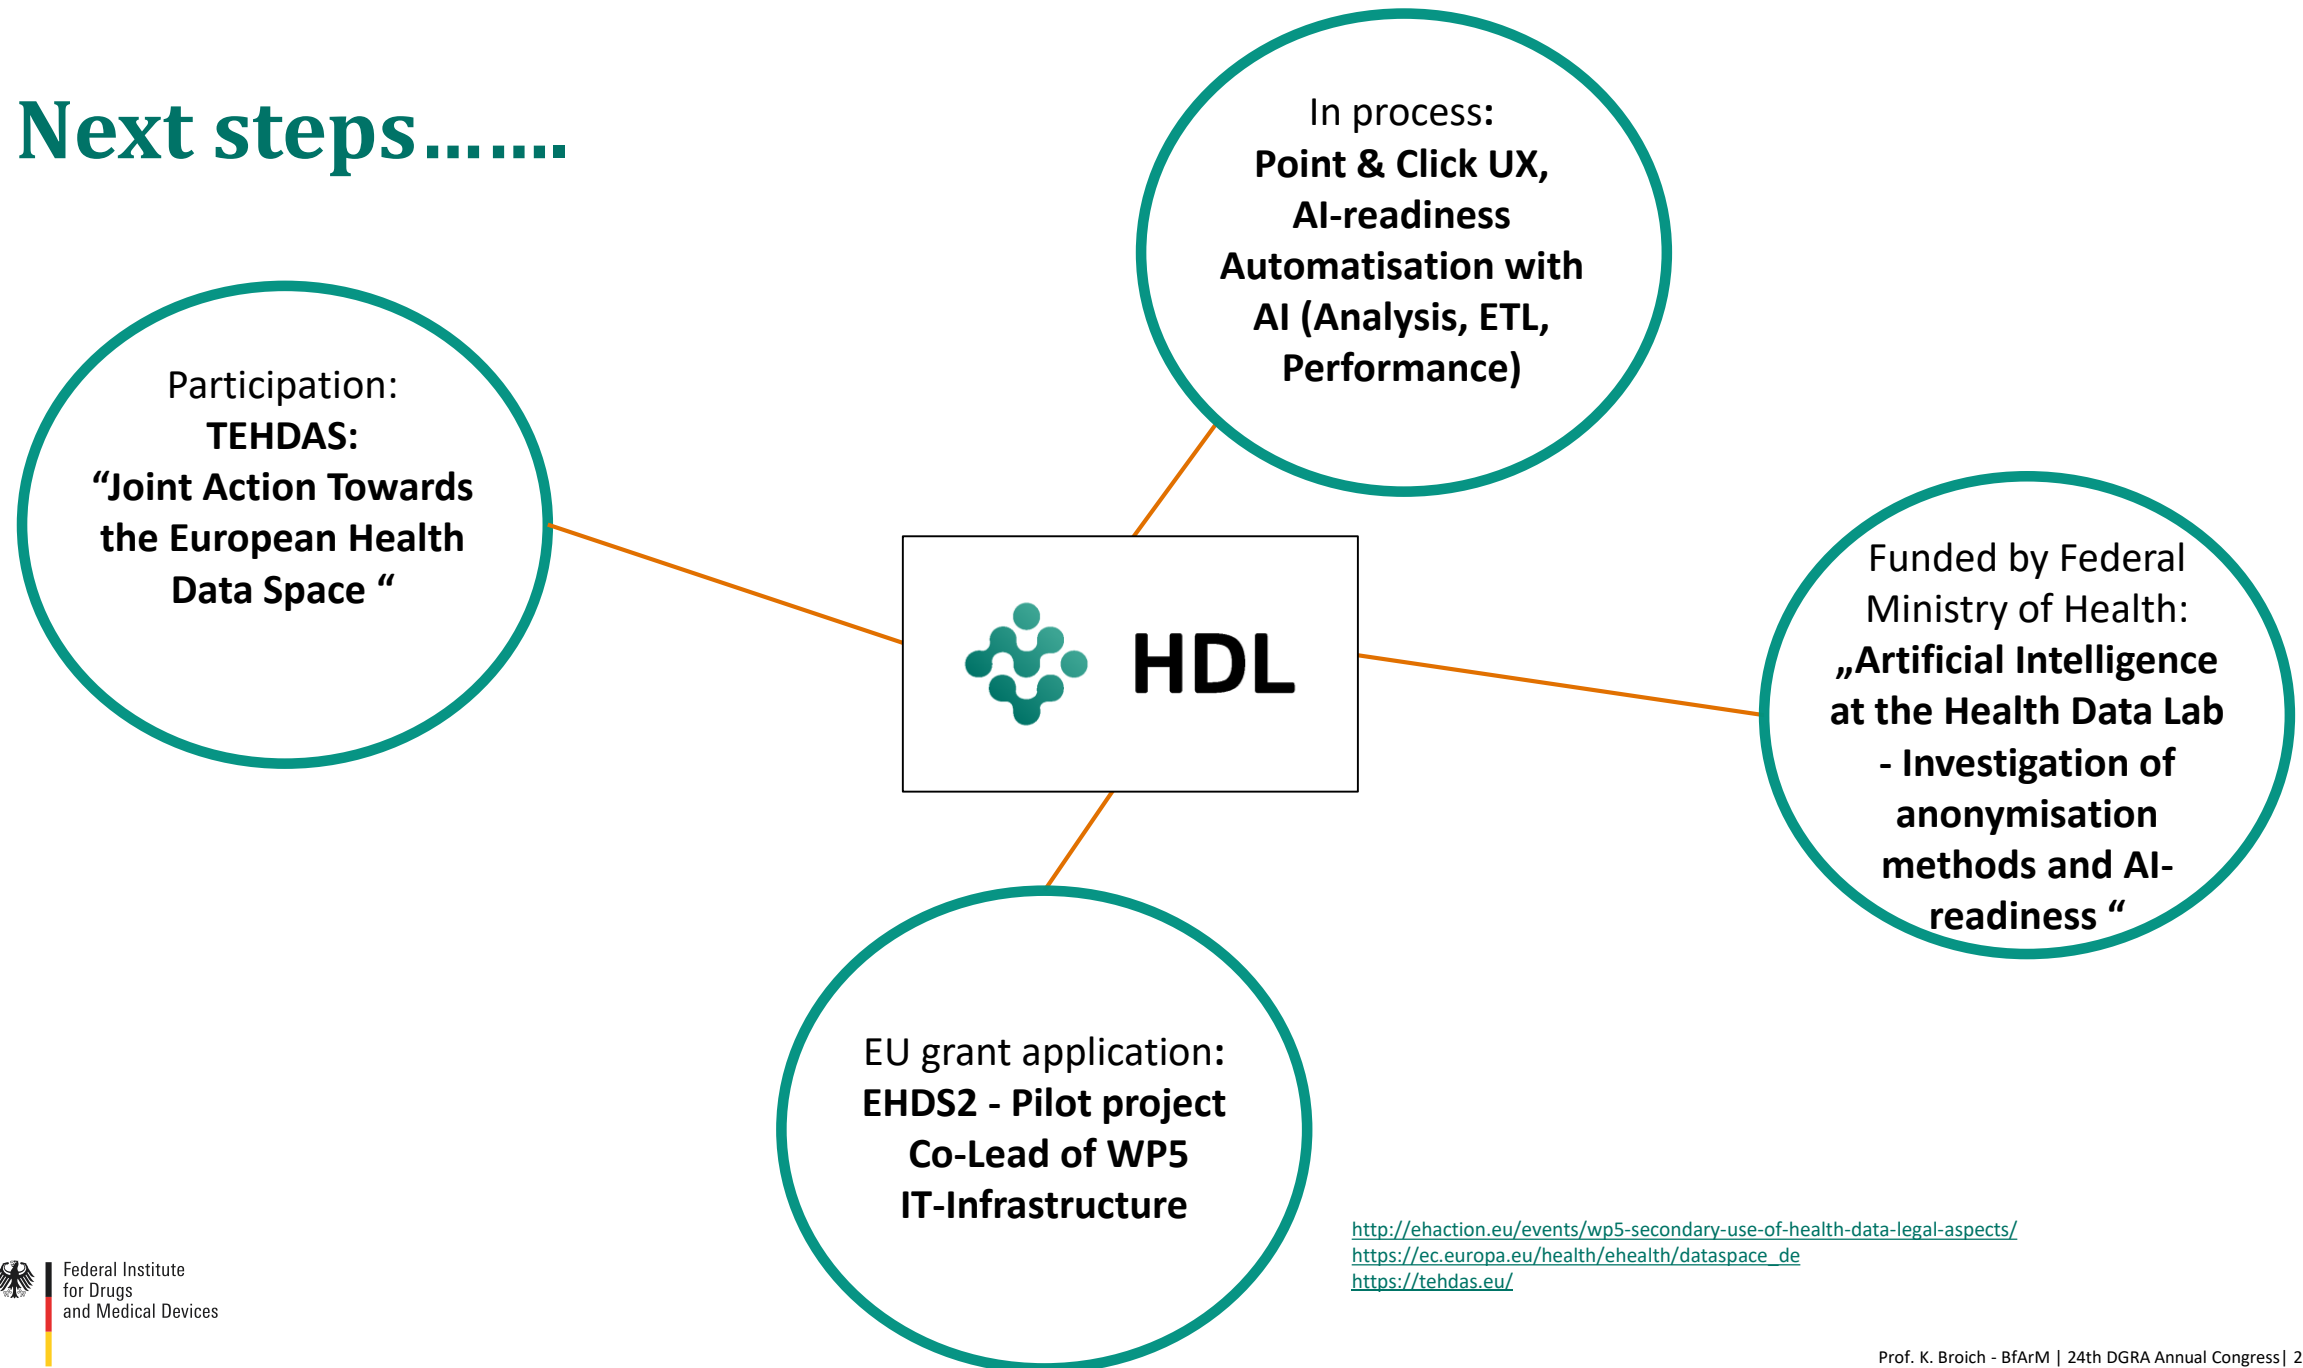 Next steps…….
In process:
Point & Click UX,
AI-readiness
Automatisation with
AI (Analysis, ETL,
Performance)
Participation:
TEHDAS:
“Joint Action Towards
the European Health
Data Space “
HDL
Funded by Federal
Ministry of Health:
„Artificial Intelligence
at the Health Data Lab
- Investigation of
anonymisation
methods and AI-
readiness “
EU grant application:
EHDS2 - Pilot project
Co-Lead of WP5
IT-Infrastructure
http://ehaction.eu/events/wp5-secondary-use-of-health-data-legal-aspects/
https://ec.europa.eu/health/ehealth/dataspace_de
https://tehdas.eu/
Federal Institute
for Drugs
and Medical Devices
Prof. K. Broich - BfArM | 24th DGRA Annual Congress| 2